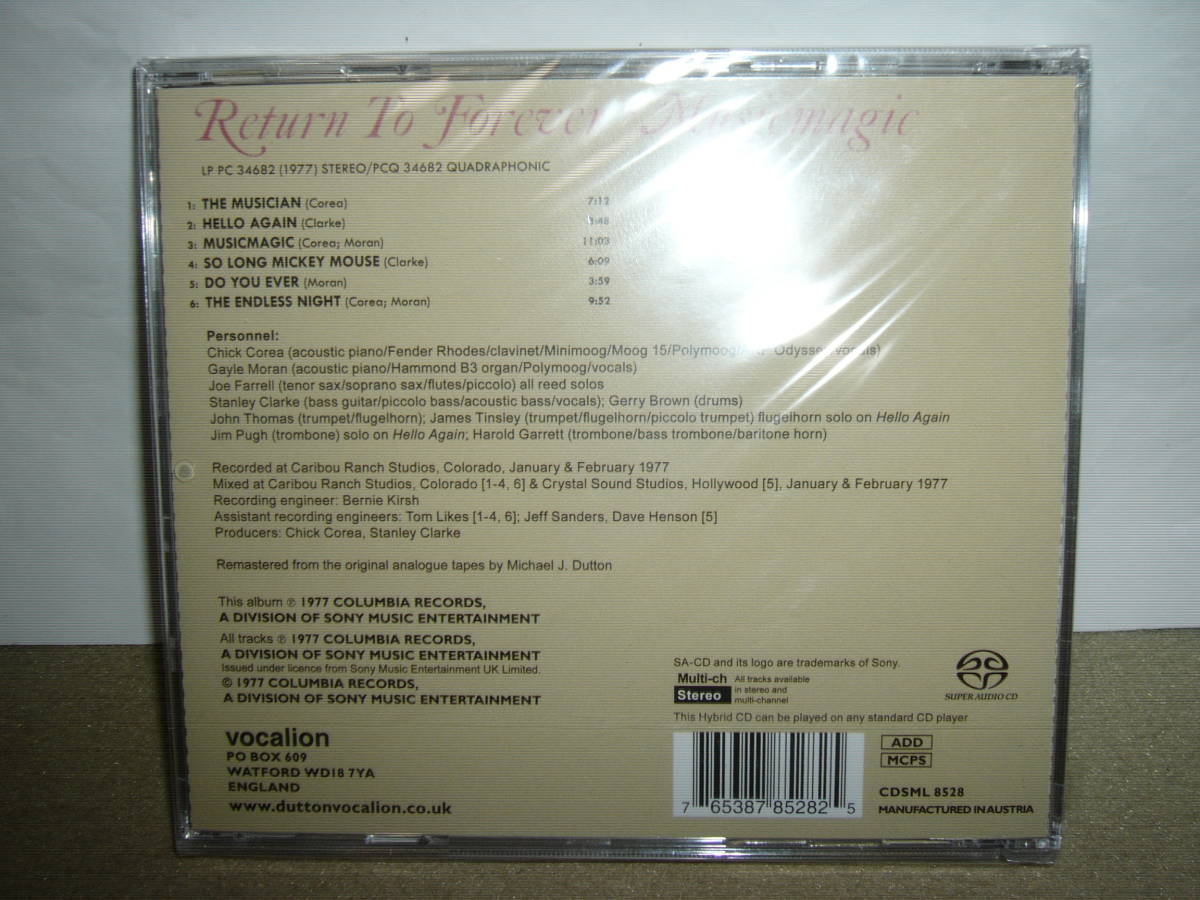 Return To Forever Musicmagic
LP PC 34682 (1977) STEREO/PCQ 34682 QUADRAPHONIC
1: THE MUSICIAN (Corea) 7:12
2: HELLO AGAIN (Clarke)
3: MUSICMAGIC (Corea; Moran) 11:03
4: SO LONG MICKEY MOUSE (Clarke) 6:09
5: DO YOU EVER (Moran) 3:59
6: THE ENDLESS NIGHT (Corea; Moran) 9:52
Personnel:
Chick Corea (acoustic piano/Fender Rhodes/clavinet/Minimoog/Moog 15/Polymoog/ Odyssey/vocals)
Gayle Moran (acoustic piano/Hammond B3 organ/Polymoog/vocals)
Joe Farrell (tenor sax/soprano sax/flutes/piccolo) all reed solos
Stanley Clarke (bass guitar/piccolo bass/acoustic bass/vocals); Gerry Brown (drums)
John Thomas (trumpet/flugelhorn); James Tinsley (trumpet/flugelhorn/piccolo trumpet) flugelhorn solo on Hello Again
Jim Pugh (trombone) solo on Hello Again; Harold Garrett (trombone/bass trombone/baritone horn)
Recorded at Caribou Ranch Studios, Colorado, January & February 1977
Mixed at Caribou Ranch Studios, Colorado [1-4, 6] & Crystal Sound Studios, Hollywood [5], January & February 1977
Recording engineer: Bernie Kirsh
Assistant recording engineers: Tom Likes [1-4, 6]; Jeff Sanders, Dave Henson [5]
Producers: Chick Corea, Stanley Clarke
Remastered from the original analogue tapes by Michael J. Dutton
This album ℗ 1977 COLUMBIA RECORDS,
A DIVISION OF SONY MUSIC ENTERTAINMENT
All tracks ℗ 1977 COLUMBIA RECORDS,
A DIVISION OF SONY MUSIC ENTERTAINMENT
Issued under licence from Sony Music Entertainment UK Limited.
© 1977 COLUMBIA RECORDS,
A DIVISION OF SONY MUSIC ENTERTAINMENT
vocalion
PO BOX 609
WATFORD WD18 7YA
ENGLAND
www.duttonvocalion.co.uk
SA-CD and its logo are trademarks of Sony.
Multi-ch
Stereo
All tracks available
in stereo and
multi-channel
SUPER AUDIO CD
This Hybrid CD can be played on any standard CD player
7 65387 85282 5
ADD
MCPS
CDSML 8528
MANUFACTURED IN AUSTRIA